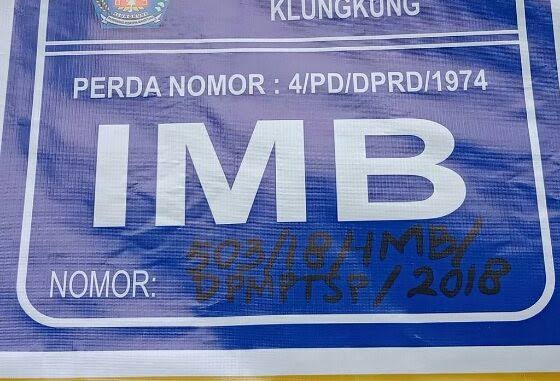 KLUNGKUNG
PERDA NOMOR : 4/PD/DPRD/1974
IMB
503/18/IMB/
NOMOR: DPMPTSP/2018